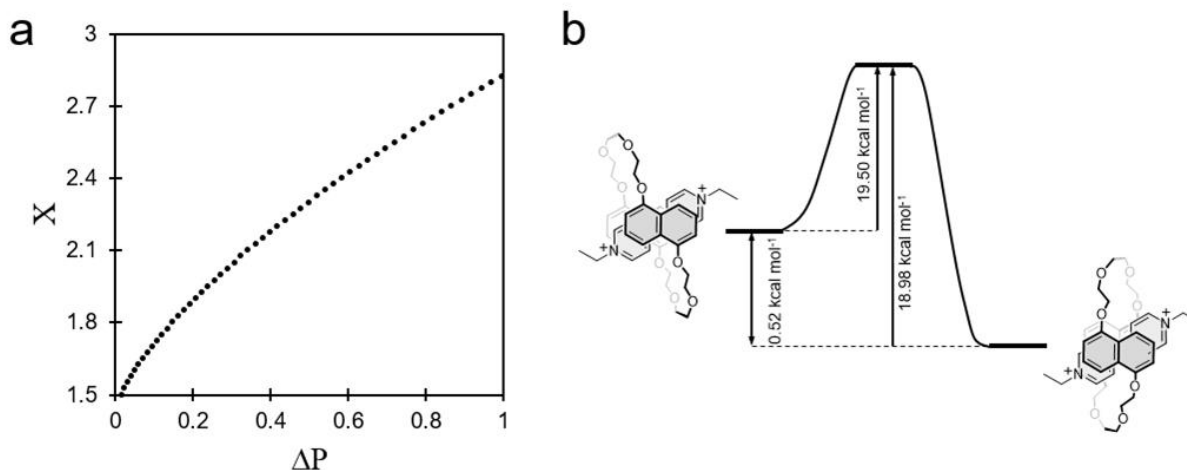 a
3
2.7
2.4
2.1
1.8
1.5
X
0
0.2
0.4
0.6
0.8
1
ΔP
b
19.50 kcal mol⁻¹
18.98 kcal mol⁻¹
0.52 kcal mol⁻¹
O
O
O
O
N
+
+
N
O
O
O
O
O
O
O
O
N
+
+
N
O
O
O
O